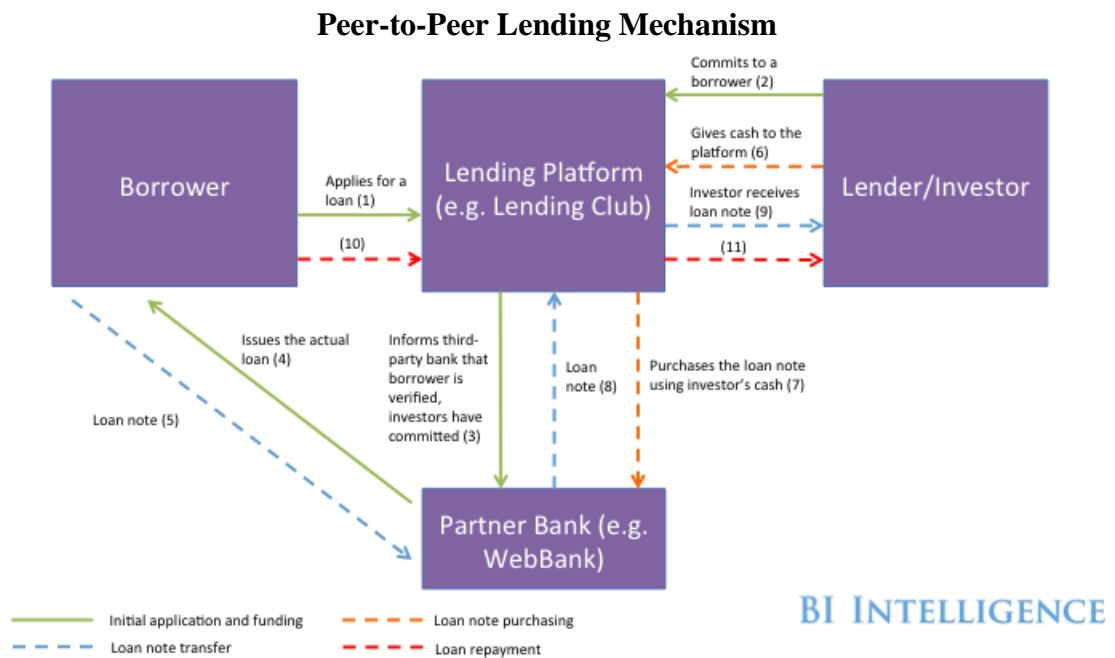 Peer-to-Peer Lending Mechanism
Commits to a
borrower (2)
Gives cash to the
platform (6)
Borrower
Applies for a
loan (1)
Lending Platform
(e.g. Lending Club)
Investor receives
loan note (9)
Lender/Investor
(10)
(11)
Issues the actual
loan (4)
Informs third-
party bank that
borrower is
verified,
investors have
committed (3)
Loan
note (8)
Purchases the loan note
using investor's cash (7)
Loan note (5)
Partner Bank (e.g.
WebBank)
Initial application and funding
Loan note purchasing
Loan note transfer
Loan repayment
BI INTELLIGENCE